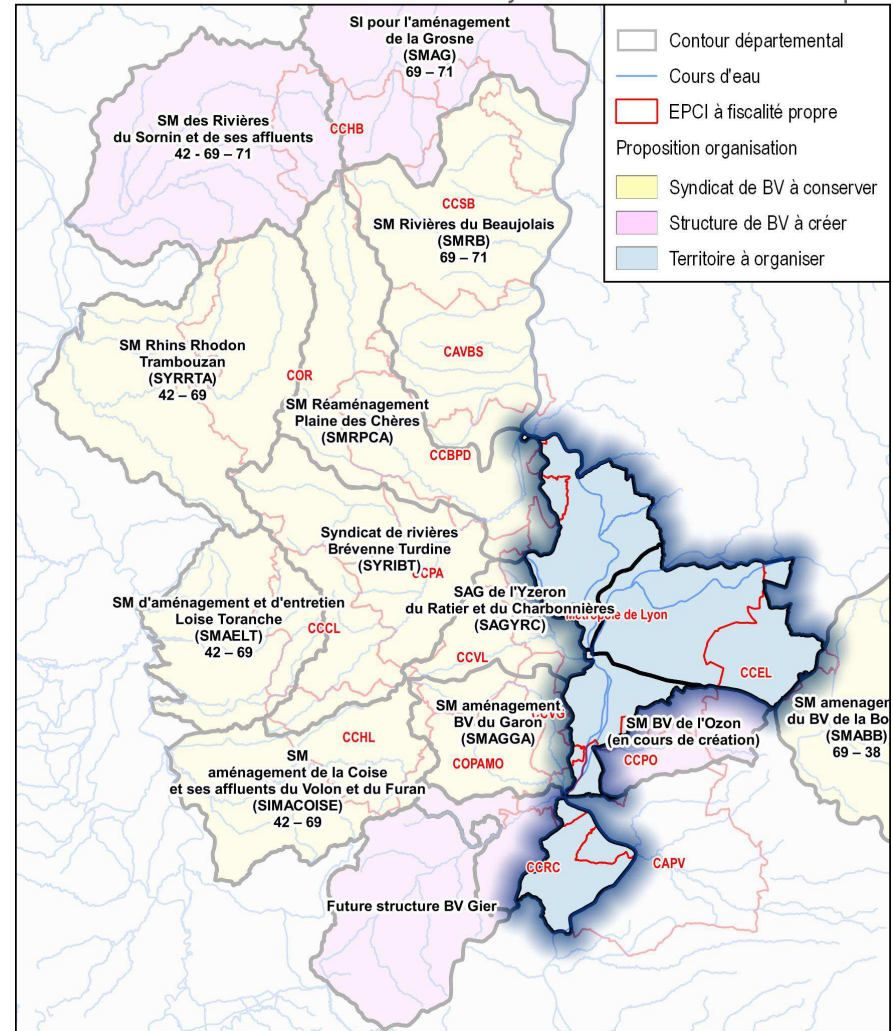 SI pour l'aménagement
de la Grosne
(SMAG)
69 – 71
SM des Rivières
du Sornin et de ses affluents
42 - 69 – 71
CCHB
CCSB
SM Rivières du Beaujolais
(SMRB)
69 – 71
Contour départemental
Cours d'eau
EPCI à fiscalité propre
Proposition organisation
Syndicat de BV à conserver
Structure de BV à créer
Territoire à organiser
SM Rhins Rhodon
Trambouzan
(SYRRTA)
42 – 69
CAVBS
COR
SM Réaménagement
Plaine des Chères
(SMRPCA)
CCBPD
Syndicat de rivières
Brévenne Turdine
(SYRIBT)
CCPA
SM d'aménagement et d'entretien
Loise Toranche
(SMAELT)
42 – 69
CCCL
SAG de l'Yzeron
du Ratier et du Charbonnières
(SAGYRC)
Métropole de Lyon
CCVL
CCEL
SM aménagement
BV du Garon
(SMAGGA)
CCVG
COPAMO
SM BV de l'Ozon
(en cours de création)
CCPO
SM amenage
du BV de la Bo
(SMABB)
69 – 38
CCHL
SM
aménagement de la Coise
et ses affluents du Volon et du Furan
(SIMACOISE)
42 – 69
CCRC
CAPV
Future structure BV Gier